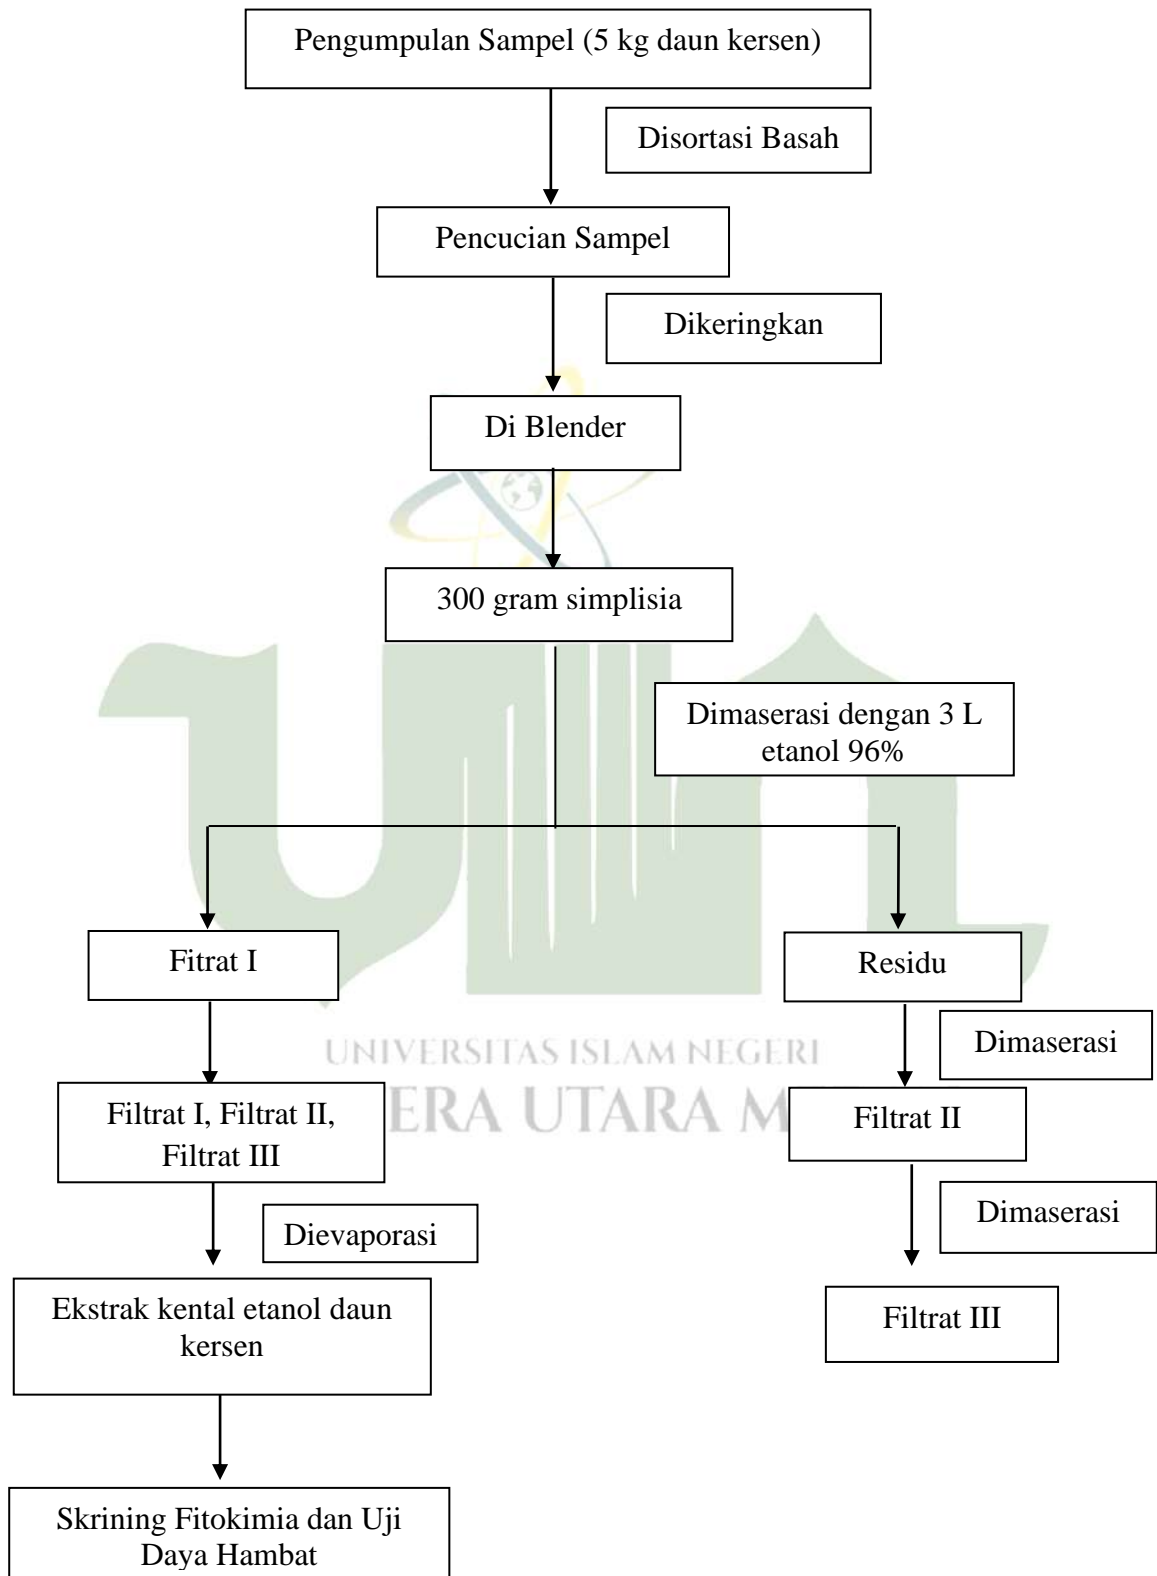 Pengumpulan Sampel (5 kg daun kersen)
Disortasi Basah
Pencucian Sampel
Dikeringkan
Di Blender
300 gram simplisia
Dimaserasi dengan 3 L
etanol 96%
Fitrat I
Residu
Dimaserasi
UNIVERSITAS ISLAM NEGERI
ERA UTARA M
Filtrat I, Filtrat II,
Filtrat III
Filtrat II
Dimaserasi
Dievaporasi
Ekstrak kental etanol daun
kersen
Filtrat III
Skrining Fitokimia dan Uji
Daya Hambat